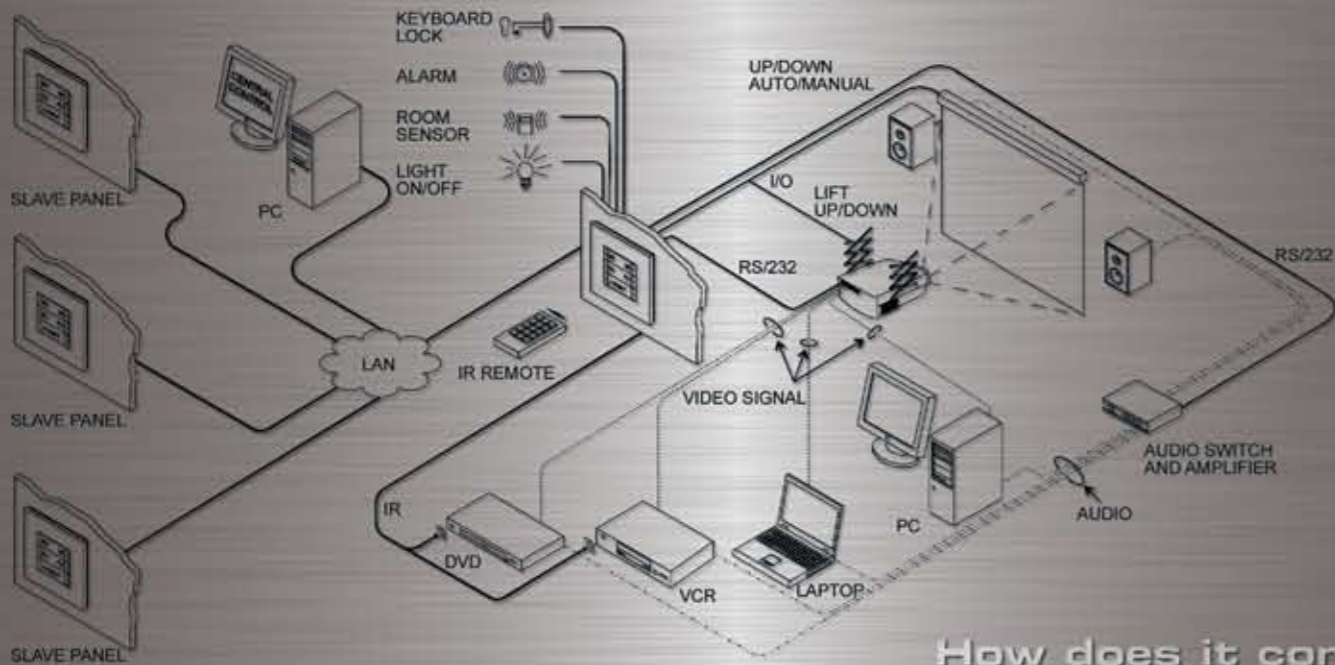 KEYBOARD
LOCK
ALARM
ROOM
SENSOR
LIGHT
ON/OFF
CENTRAL
CONTROL
PC
SLAVE PANEL
SLAVE PANEL
SLAVE PANEL
LAN
IR REMOTE
UP/DOWN
AUTO/MANUAL
I/O
LIFT
UP/DOWN
RS/232
RS/232
VIDEO SIGNAL
AUDIO SWITCH
AND AMPLIFIER
AUDIO
PC
IR
DVD
VCR
LAPTOP
How does it con